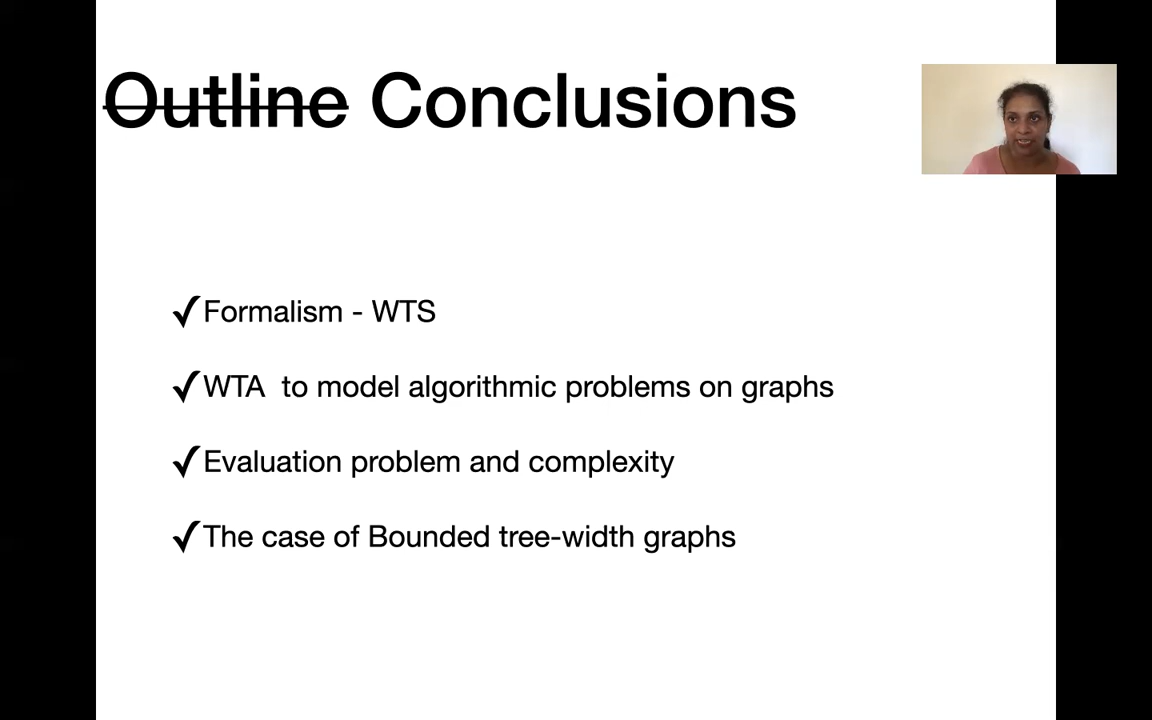 Outline Conclusions
✓Formalism - WTS
✓WTA to model algorithmic problems on graphs
✓Evaluation problem and complexity
✓The case of Bounded tree-width graphs